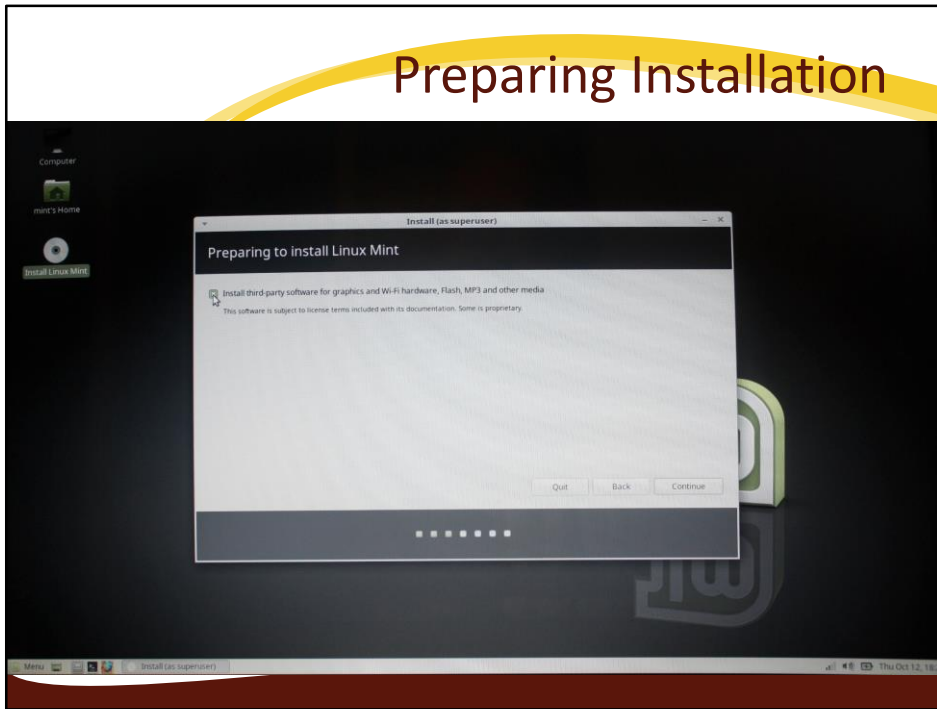 Preparing Installation
Computer
mint's Home
Install Linux Mint
Install (as superuser)
Preparing to install Linux Mint
Install third-party software for graphics and Wi-Fi hardware, Flash, MP3 and other media
This software is subject to license terms included with its documentation. Some is proprietary.
Quit Back Continue
Menu Install (as superuser) Thu Oct 12, 18: